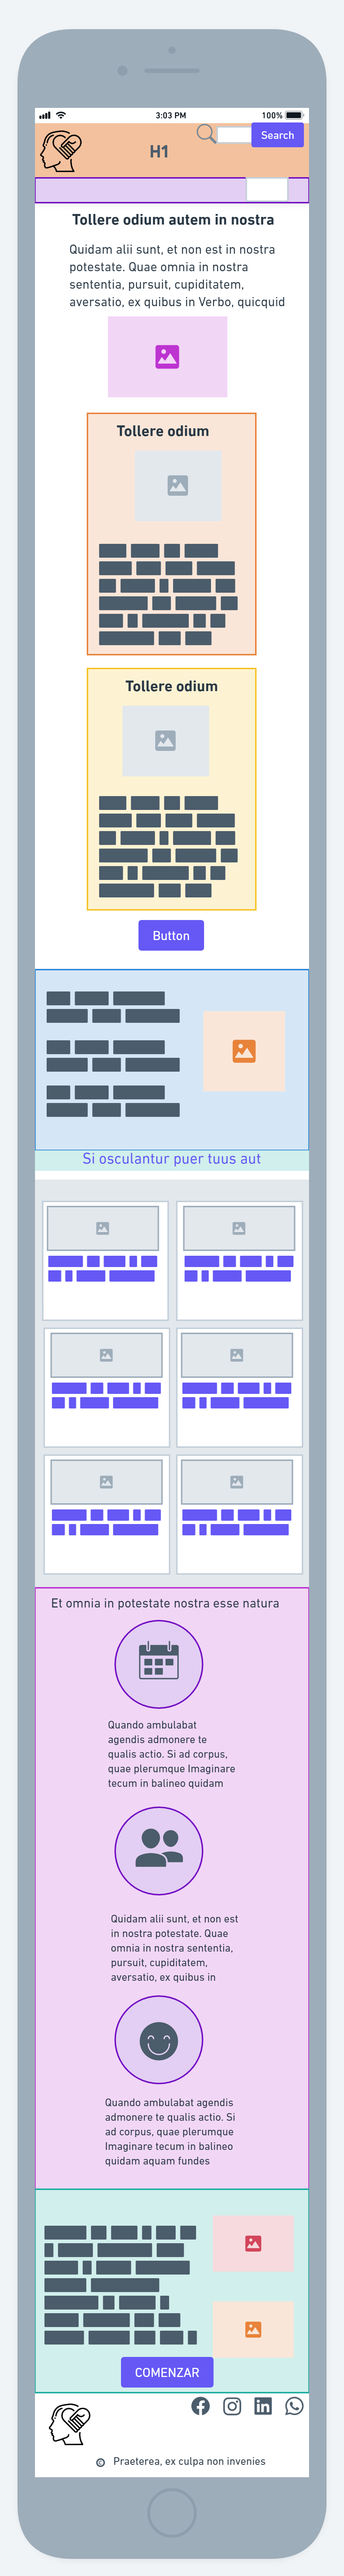 3:03 PM
100%
H1
Search
Tollere odium autem in nostra
Quidam alii sunt, et non est in nostra
potestate. Quae omnia in nostra
sententia, pursuit, cupiditatem,
aversatio, ex quibus in Verbo, quicquid
Tollere odium
Tollere odium
Button
Si osculantur puer tuus aut
Et omnia in potestate nostra esse natura
Quando ambulabat
agendis admonere te
qualis actio. Si ad corpus,
quae plerumque Imaginare
tecum in balineo quidam
Quidam alii sunt, et non est
in nostra potestate. Quae
omnia in nostra sententia,
pursuit, cupiditatem,
aversatio, ex quibus in
Quando ambulabat agendis
admonere te qualis actio. Si
ad corpus, quae plerumque
Imaginare tecum in balineo
quidam aquam fundes
COMENZAR
© Praeterea, ex culpa non invenies